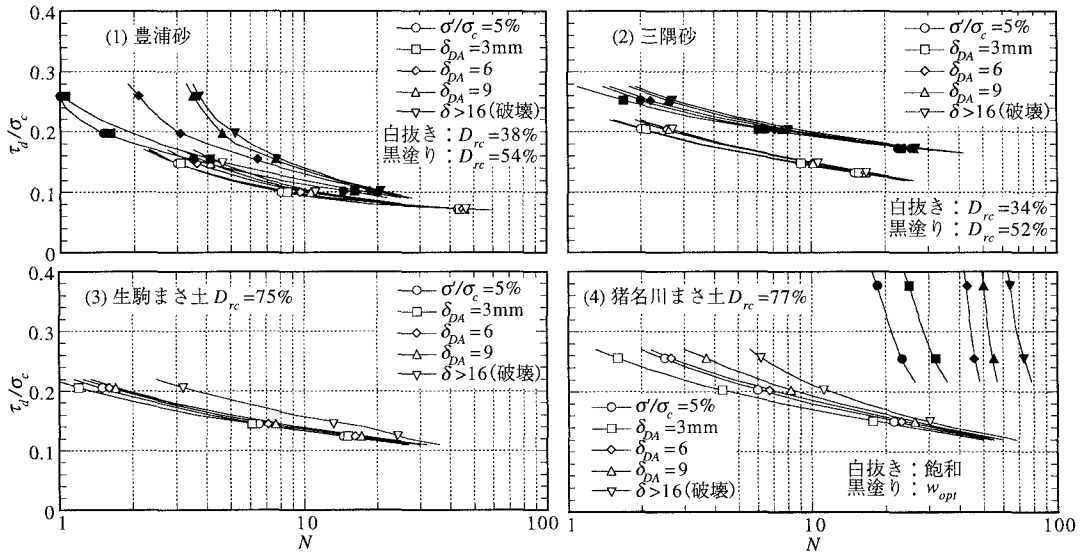 (1) 豊浦砂
σ'/σc=5%
δDA=3mm
δDA=6
δDA=9
δ>16(破壊)
白抜き：Drc=38%
黒塗り：Drc=54%
0.4
0.3
0.2
0.1
0
τd/σc
(2) 三隅砂
σ'/σc=5%
δDA=3mm
δDA=6
δDA=9
δ>16(破壊)
白抜き：Drc=34%
黒塗り：Drc=52%
(3) 生駒まさ土 Drc=75%
σ'/σc=5%
δDA=3mm
δDA=6
δDA=9
δ>16(破壊)
0.4
0.3
0.2
0.1
0
τd/σc
1
10
100
N
(4) 猪名川まさ土 Drc=77%
σ'/σc=5%
δDA=3mm
δDA=6
δDA=9
δ>16(破壊)
白抜き：飽和
黒塗り：wopt
1
10
100
N